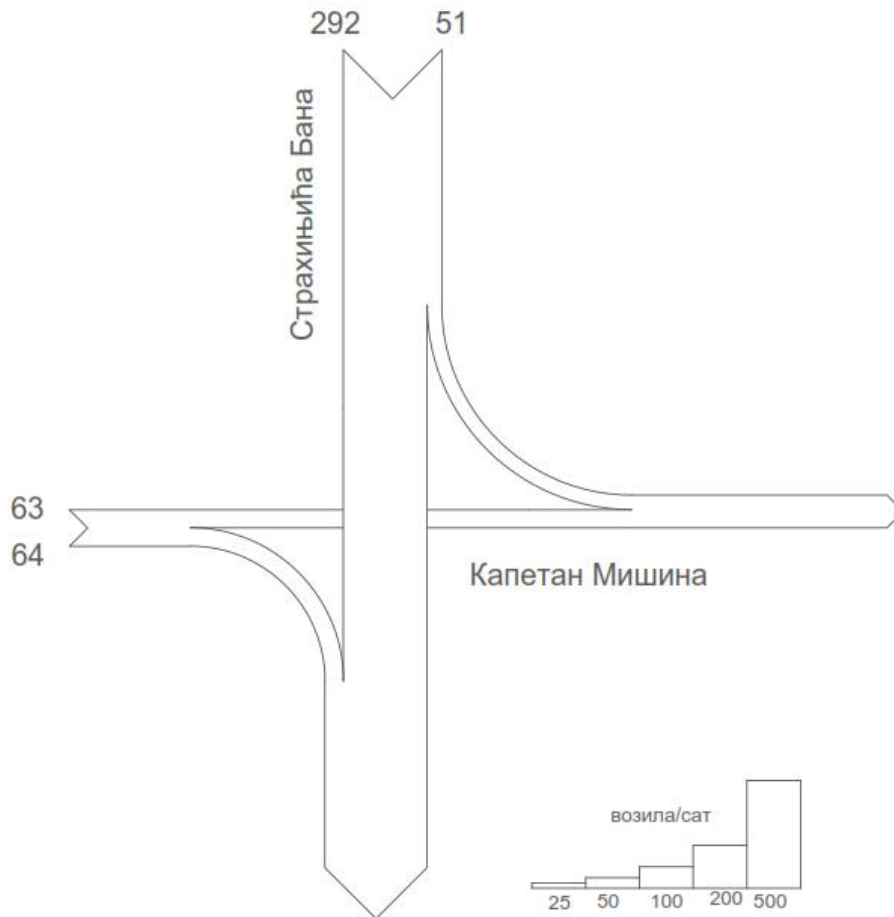 292
51
Страхињића Бана
63
64
Капетан Мишина
возила/сат
25 50 100 200 500